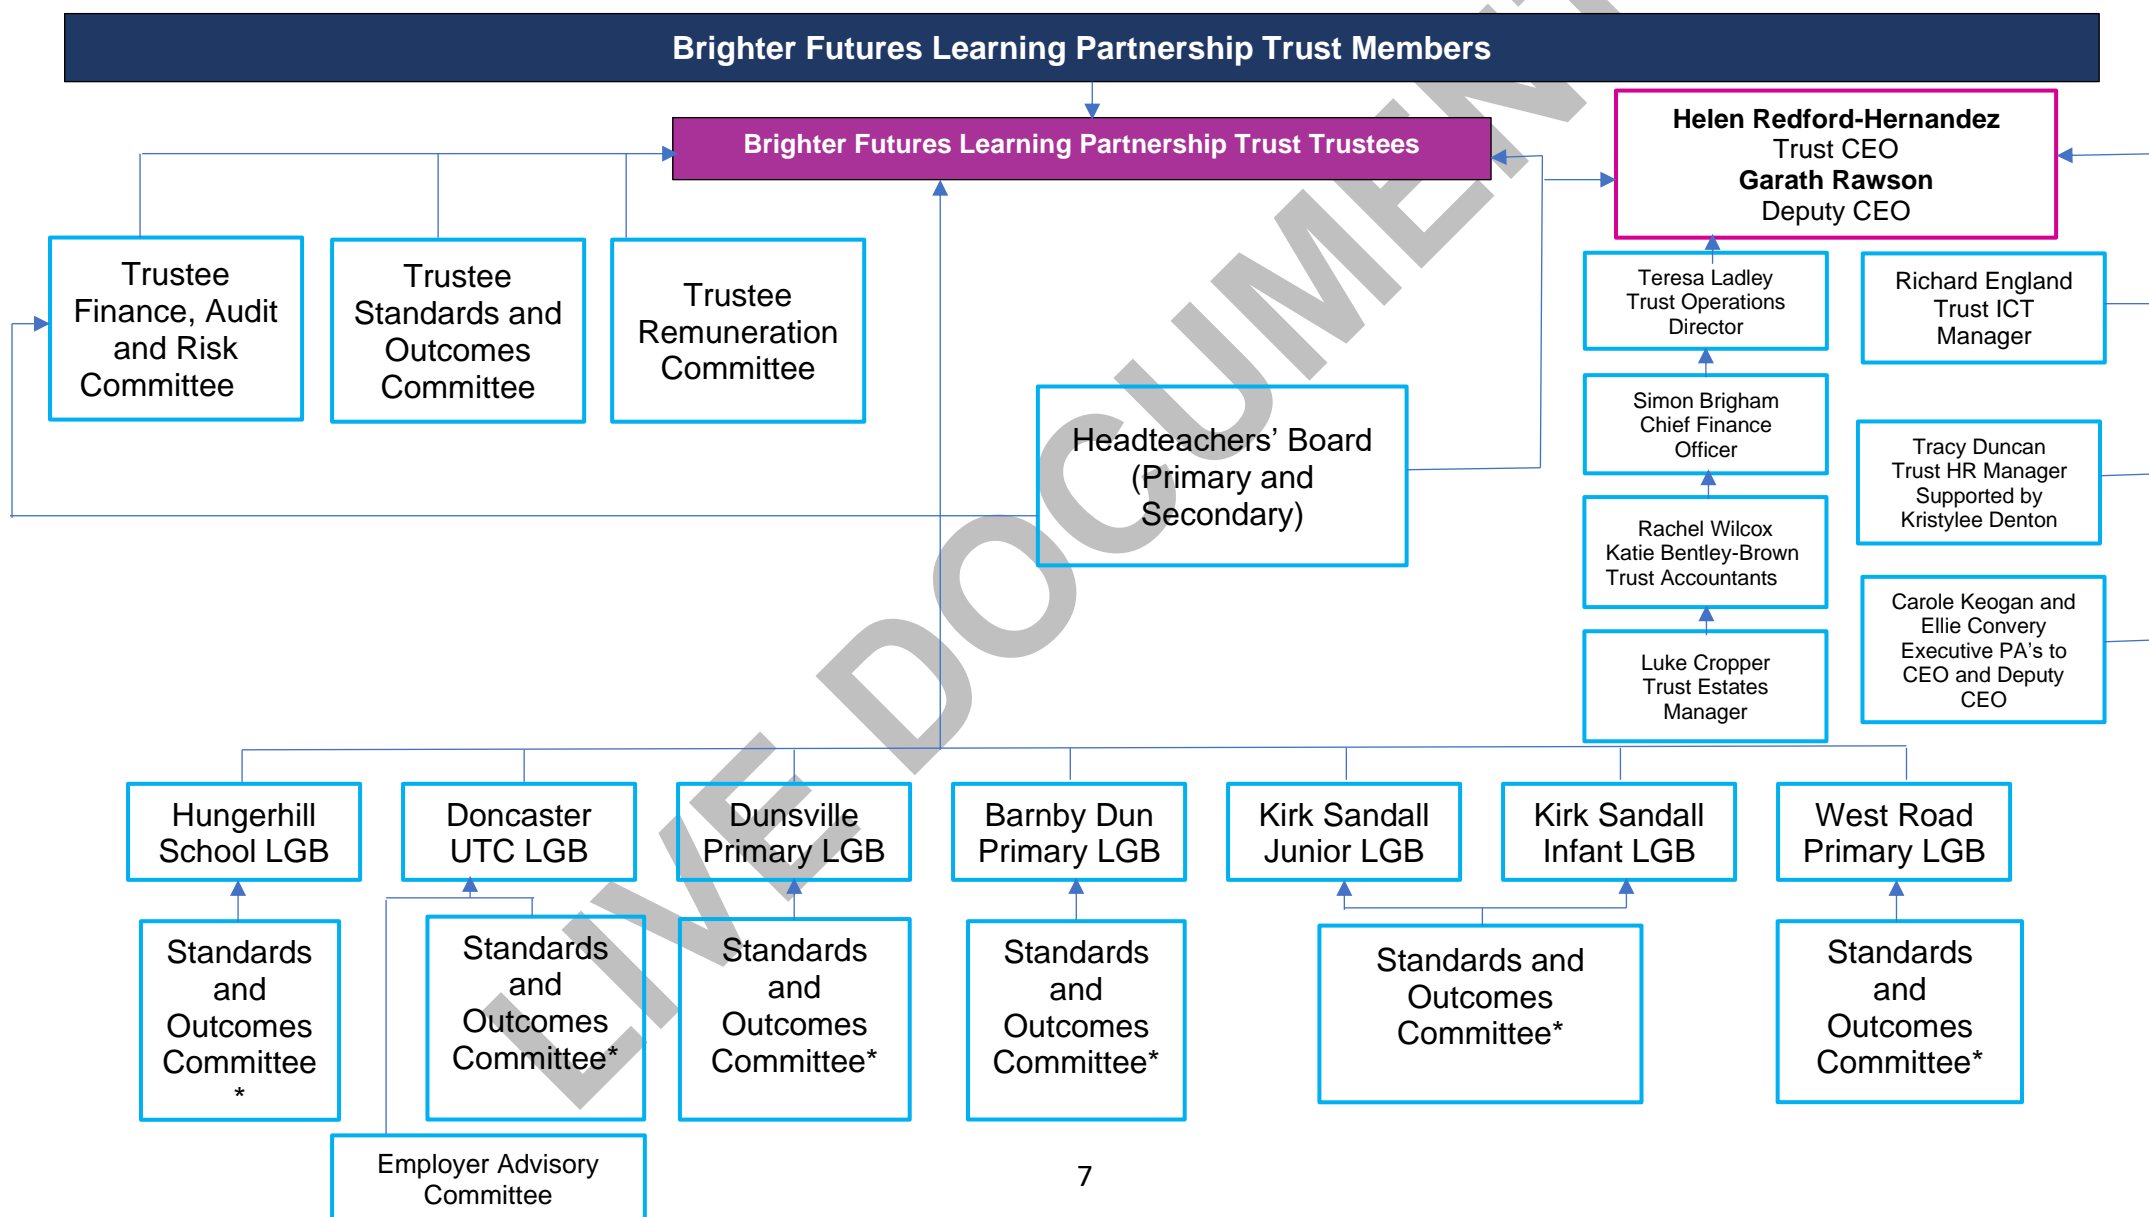 Brighter Futures Learning Partnership Trust Members
Brighter Futures Learning Partnership Trust Trustees
Helen Redford-Hernandez
Trust CEO
Garath Rawson
Deputy CEO
Trustee
Finance, Audit
and Risk
Committee
Trustee
Standards and
Outcomes
Committee
Trustee
Remuneration
Committee
Headteachers’ Board
(Primary and
Secondary)
Teresa Ladley
Trust Operations
Director
Richard England
Trust ICT
Manager
Simon Brigham
Chief Finance
Officer
Tracy Duncan
Trust HR Manager
Supported by
Kristylee Denton
Rachel Wilcox
Katie Bentley-Brown
Trust Accountants
Carole Keogan and
Ellie Convery
Executive PA’s to
CEO and Deputy
CEO
Luke Cropper
Trust Estates
Manager
Hungerhill
School LGB
Doncaster
UTC LGB
Dunsville
Primary LGB
Barnby Dun
Primary LGB
Kirk Sandall
Junior LGB
Kirk Sandall
Infant LGB
West Road
Primary LGB
Standards
and
Outcomes
Committee
*
Standards
and
Outcomes
Committee*
Standards
and
Outcomes
Committee*
Standards
and
Outcomes
Committee*
Standards and
Outcomes
Committee*
Standards
and
Outcomes
Committee*
Employer Advisory
Committee
7
LIVE DOCUMENT